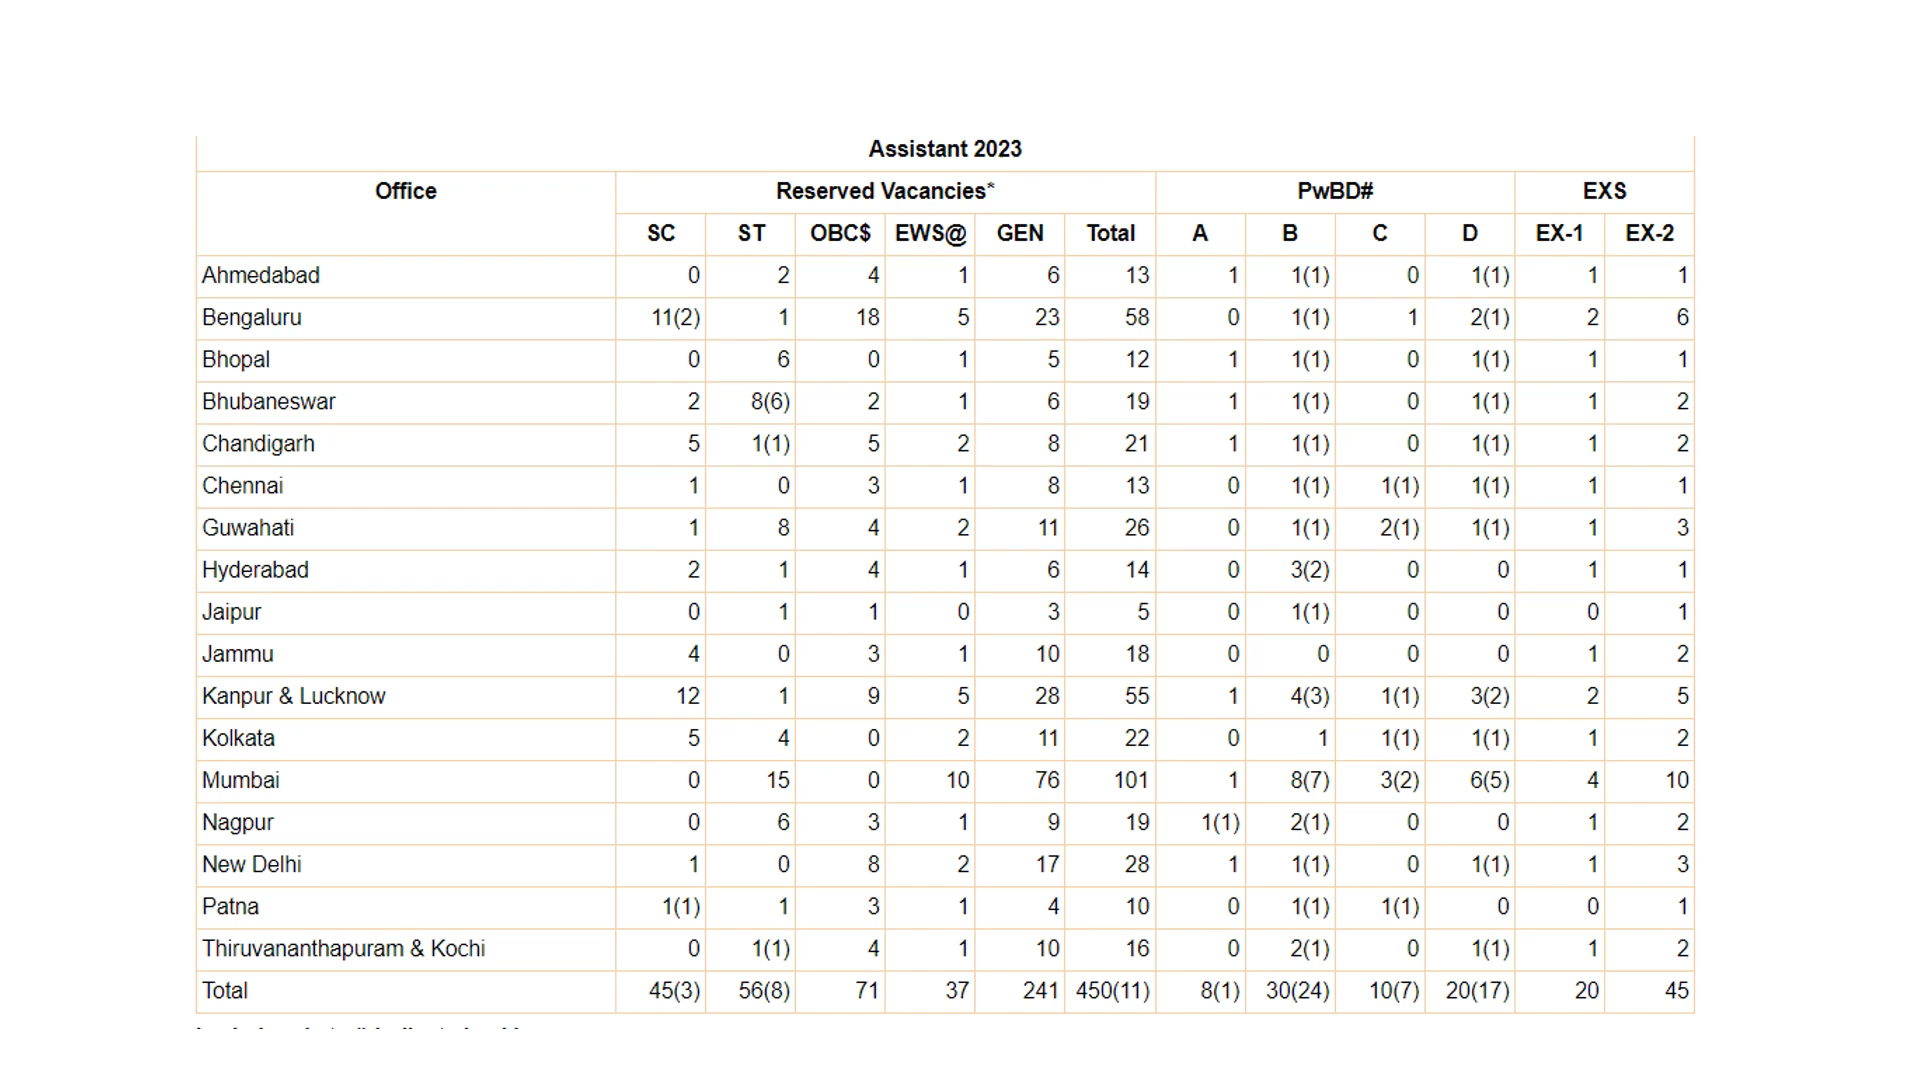 Assistant 2023
Office Reserved Vacancies* PwBD# EXS
SC ST OBC$ EWS@ GEN Total A B C D EX-1 EX-2
Ahmedabad 0 2 4 1 6 13 1 1(1) 0 1(1) 1 1
Bengaluru 11(2) 1 18 5 23 58 0 1(1) 1 2(1) 2 6
Bhopal 0 6 0 1 5 12 1 1(1) 0 1(1) 1 1
Bhubaneswar 2 8(6) 2 1 6 19 1 1(1) 0 1(1) 1 2
Chandigarh 5 1(1) 5 2 8 21 1 1(1) 0 1(1) 1 2
Chennai 1 0 3 1 8 13 0 1(1) 1(1) 1(1) 1 1
Guwahati 1 8 4 2 11 26 0 1(1) 2(1) 1(1) 1 3
Hyderabad 2 1 4 1 6 14 0 3(2) 0 0 1 1
Jaipur 0 1 1 0 3 5 0 1(1) 0 0 0 1
Jammu 4 0 3 1 10 18 0 0 0 0 1 2
Kanpur & Lucknow 12 1 9 5 28 55 1 4(3) 1(1) 3(2) 2 5
Kolkata 5 4 0 2 11 22 0 1 1(1) 1(1) 1 2
Mumbai 0 15 0 10 76 101 1 8(7) 3(2) 6(5) 4 10
Nagpur 0 6 3 1 9 19 1(1) 2(1) 0 0 1 2
New Delhi 1 0 8 2 17 28 1 1(1) 0 1(1) 1 3
Patna 1(1) 1 3 1 4 10 0 1(1) 1(1) 0 0 1
Thiruvananthapuram & Kochi 0 1(1) 4 1 10 16 0 2(1) 0 1(1) 1 2
Total 45(3) 56(8) 71 37 241 450(11) 8(1) 30(24) 10(7) 20(17) 20 45